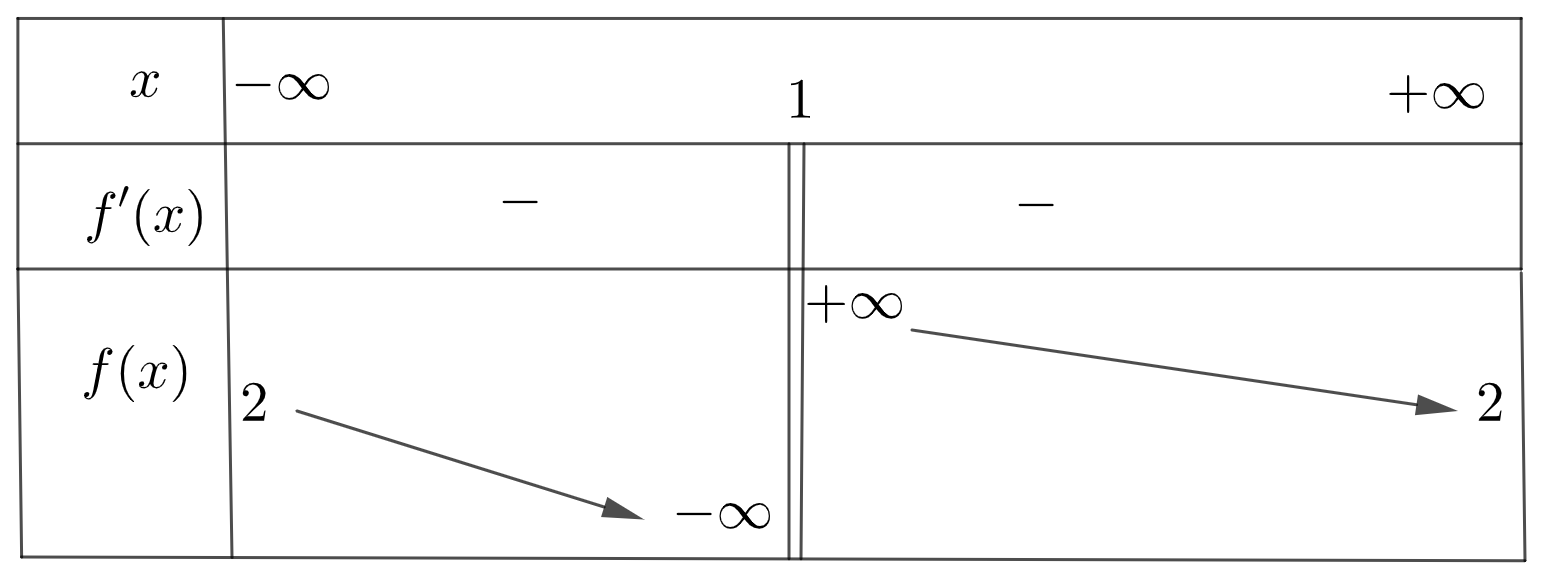 x −∞ 1 +∞
f′(x) − −
f(x) 2 −∞ +∞ 2